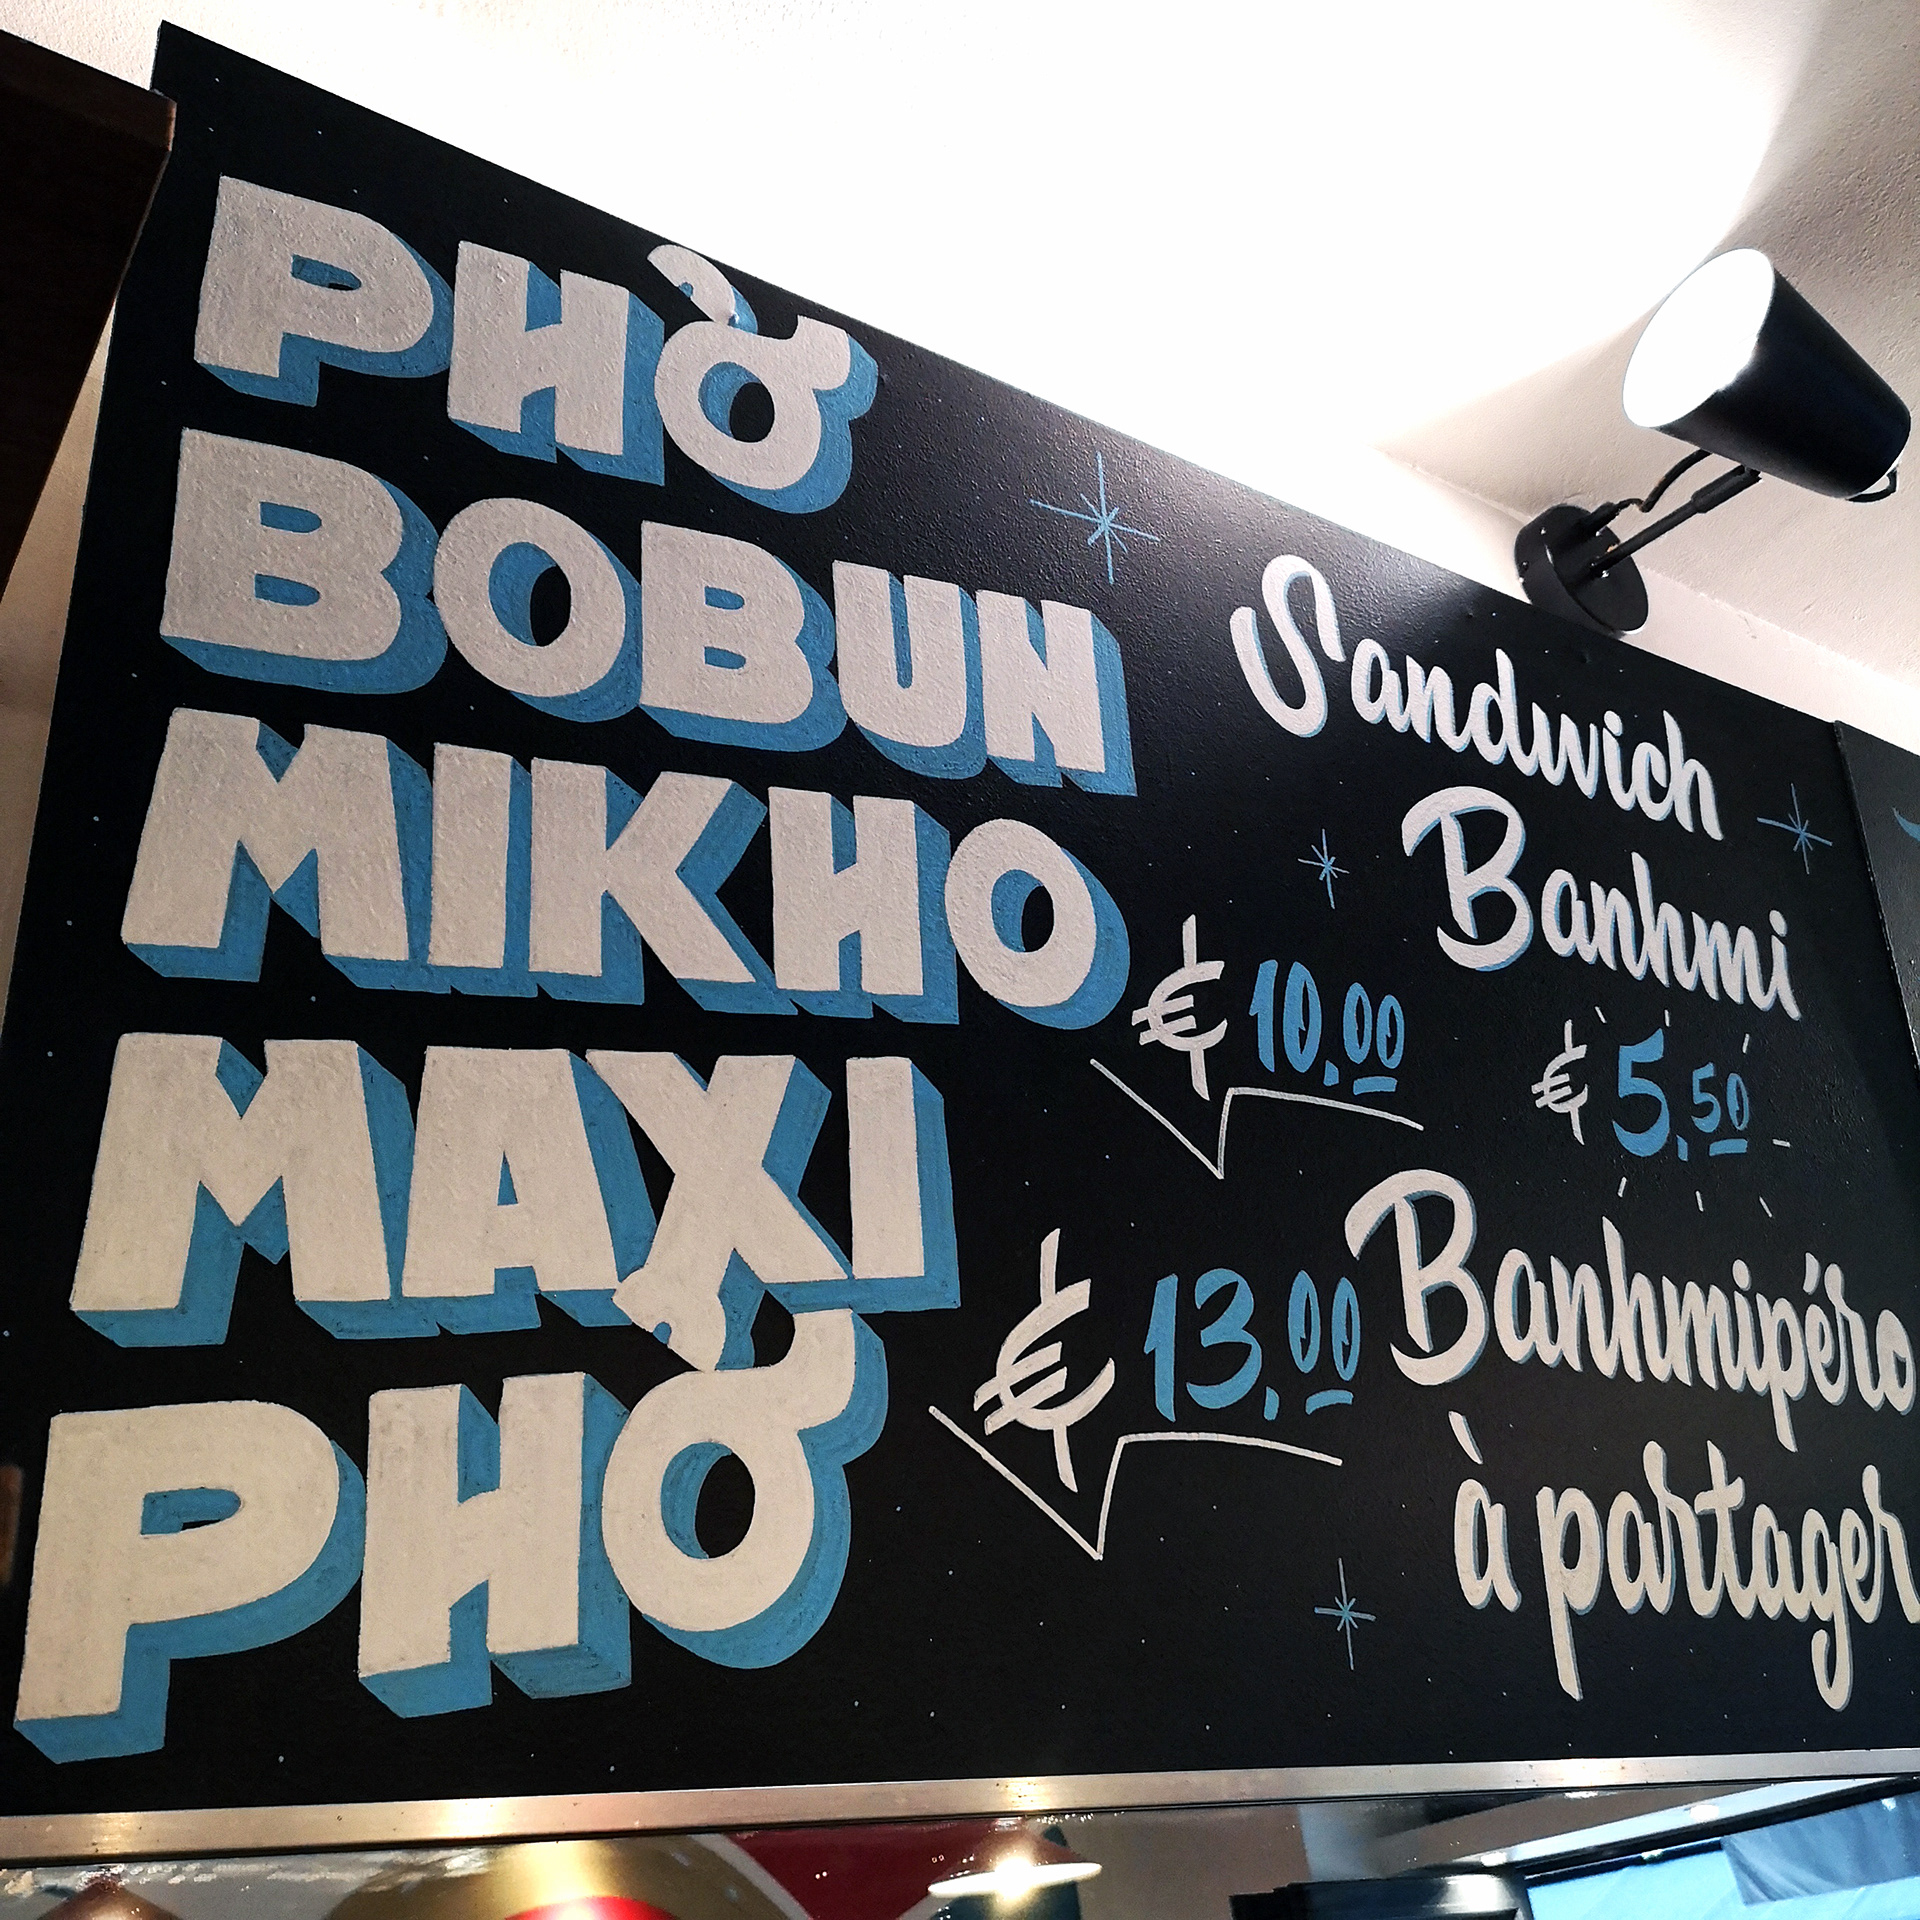 PHỞ
BOBUN
MIKHO
€ 10,00
MAXI
PHỞ
€ 13,00
Sandwich
Banhmi
€ 5,50
Banhmipéro
à partager